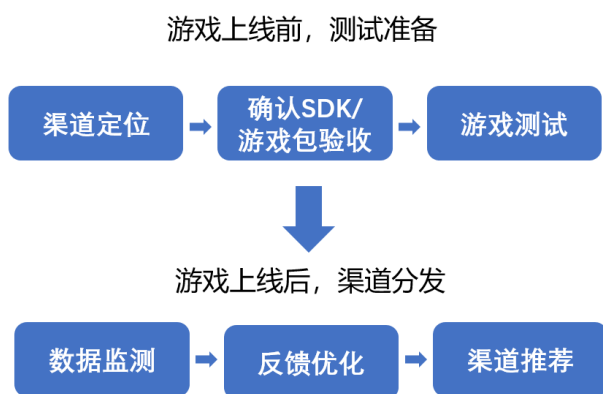 游戏上线前，测试准备
渠道定位
确认SDK/
游戏包验收
游戏测试
游戏上线后，渠道分发
数据监测
反馈优化
渠道推荐